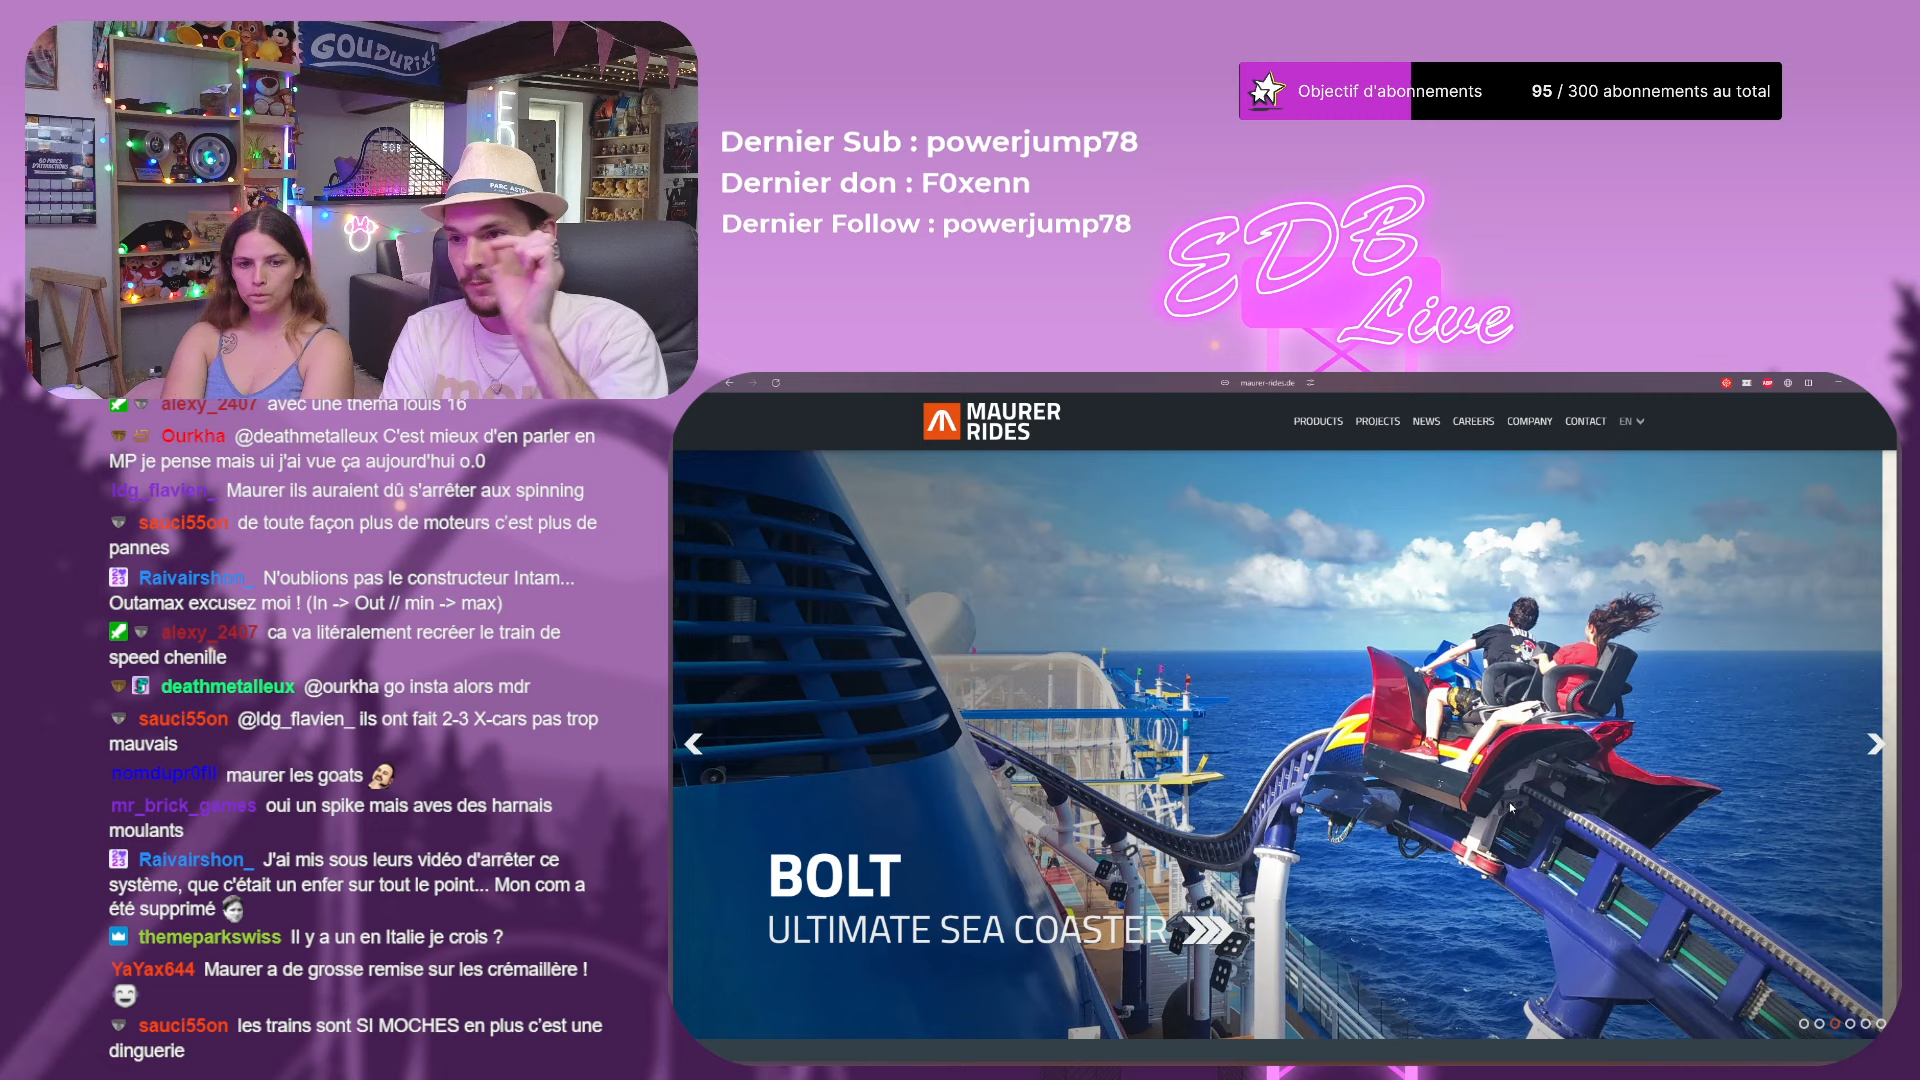 GOUDURIX!
60 PARCS
D'ATTRACTIONS
EDB
PARC ASTÉRIX
Dernier Sub : powerjump78
Dernier don : F0xenn
Dernier Follow : powerjump78
Objectif d'abonnements
95 / 300 abonnements au total
EDB
Live
alexy_2407 avec une thema louis 16
Ourkha @deathmetalleux C'est mieux d'en parler en
MP je pense mais ui j'ai vue ça aujourd'hui o.0
ldg_flavien_ Maurer ils auraient dû s'arrêter aux spinning
sauci55on de toute façon plus de moteurs c'est plus de
pannes
Raivairshon_ N'oublions pas le constructeur Intam...
Outamax excusez moi ! (In -> Out // min -> max)
alexy_2407 ca va litéralement recréer le train de
speed chenille
deathmetalleux @ourkha go insta alors mdr
sauci55on @ldg_flavien_ ils ont fait 2-3 X-cars pas trop
mauvais
nomdupr0fil maurer les goats
mr_brick_games oui un spike mais aves des harnais
moulants
Raivairshon_ J'ai mis sous leurs vidéo d'arrêter ce
système, que c'était un enfer sur tout le point... Mon com a
été supprimé
themeparkswiss Il y a un en Italie je crois ?
YaYax644 Maurer a de grosse remise sur les crémaillère !
sauci55on les trains sont SI MOCHES en plus c'est une
dinguerie
maurer-rides.de
MAURER
RIDES
PRODUCTS PROJECTS NEWS CAREERS COMPANY CONTACT EN
BOLT
ULTIMATE SEA COASTER